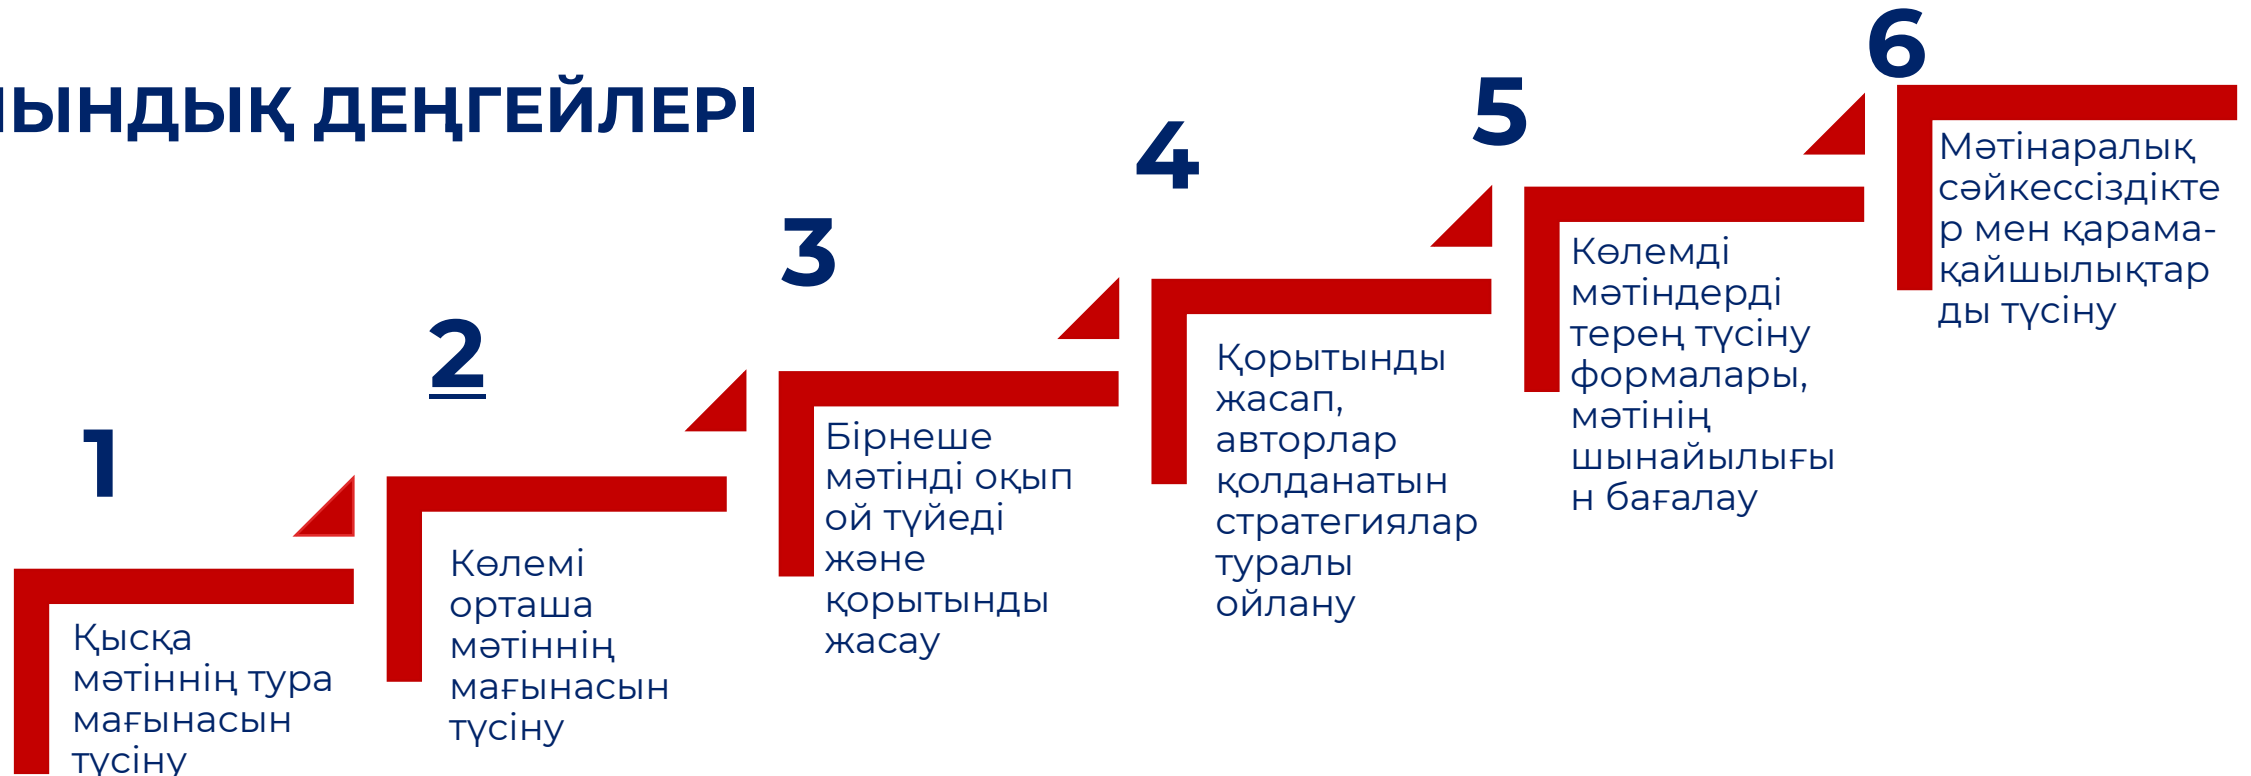 ДЕҢГЕЙЛЕРІ
1
Қысқа
мәтіннің тура
мағынасын
түсіну
2
Көлемі
орташа
мәтіннің
мағынасын
түсіну
3
Бірнеше
мәтінді оқып
ой түйеді
және
қорытынды
жасау
4
Қорытынды
жасап,
авторлар
қолданатын
стратегиялар
туралы
ойлану
5
Көлемді
мәтіндерді
терең түсіну
формалары,
мәтінің
шынайылығы
н бағалау
6
Мәтінаралық
сәйкессіздікте
р мен қарама-
қайшылықтар
ды түсіну